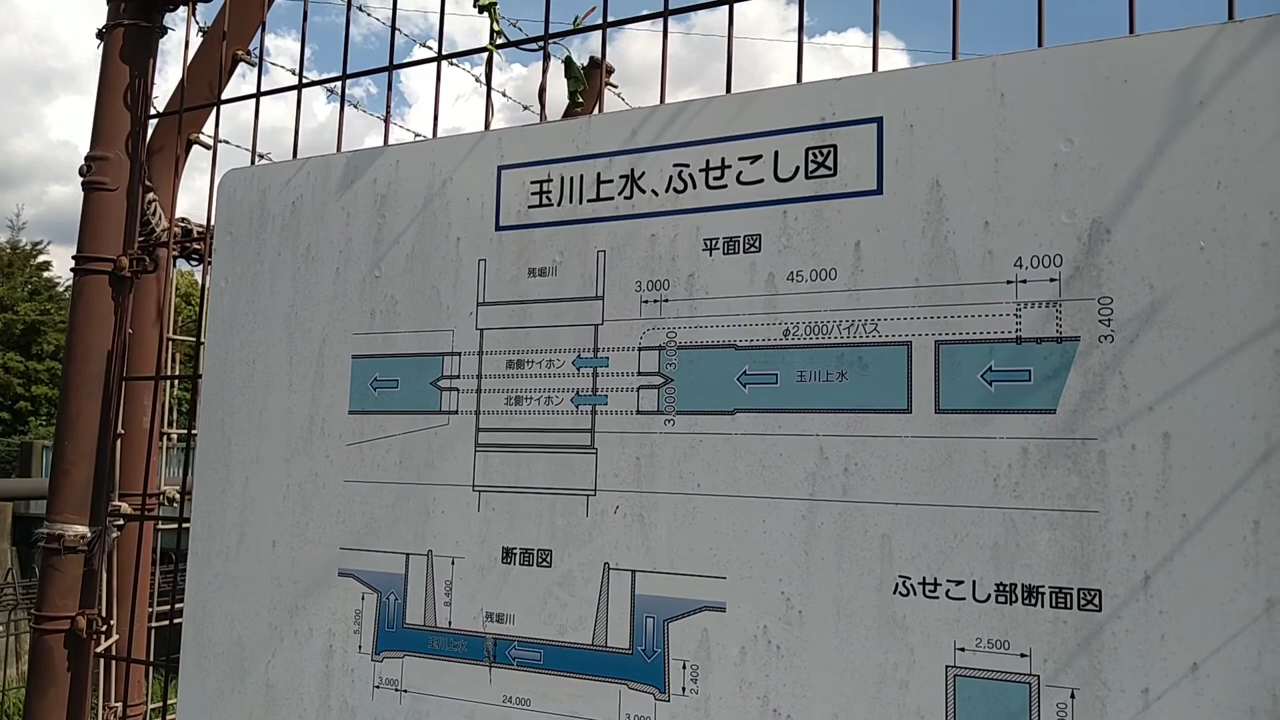 玉川上水、ふせこし図
平面図
残堀川
3,000
45,000
4,000
3,400
φ2,000バイパス
3,000
南側サイホン
玉川上水
北側サイホン
3,000
断面図
8,400
5,200
残堀川
玉川上水
2,400
3,000
24,000
3,000
ふせこし部断面図
2,500